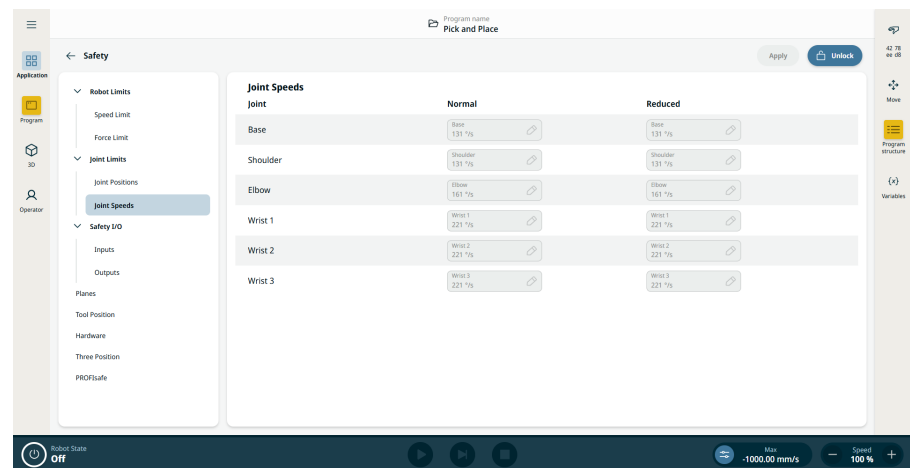 Program name
Pick and Place
Safety
Apply
Unlock
42 78
ee d8
Application
Program
3D
Operator
Robot Limits
Speed Limit
Force Limit
Joint Limits
Joint Positions
Joint Speeds
Safety I/O
Inputs
Outputs
Planes
Tool Position
Hardware
Three Position
PROFIsafe
Joint Speeds
Joint Normal Reduced
Base
Base
131 °/s
Base
131 °/s
Shoulder
Shoulder
131 °/s
Shoulder
131 °/s
Elbow
Elbow
161 °/s
Elbow
161 °/s
Wrist 1
Wrist 1
221 °/s
Wrist 1
221 °/s
Wrist 2
Wrist 2
221 °/s
Wrist 2
221 °/s
Wrist 3
Wrist 3
221 °/s
Wrist 3
221 °/s
Move
Program
structure
{x}
Variables
Robot State
Off
Max
-1000.00 mm/s
Speed
100 %